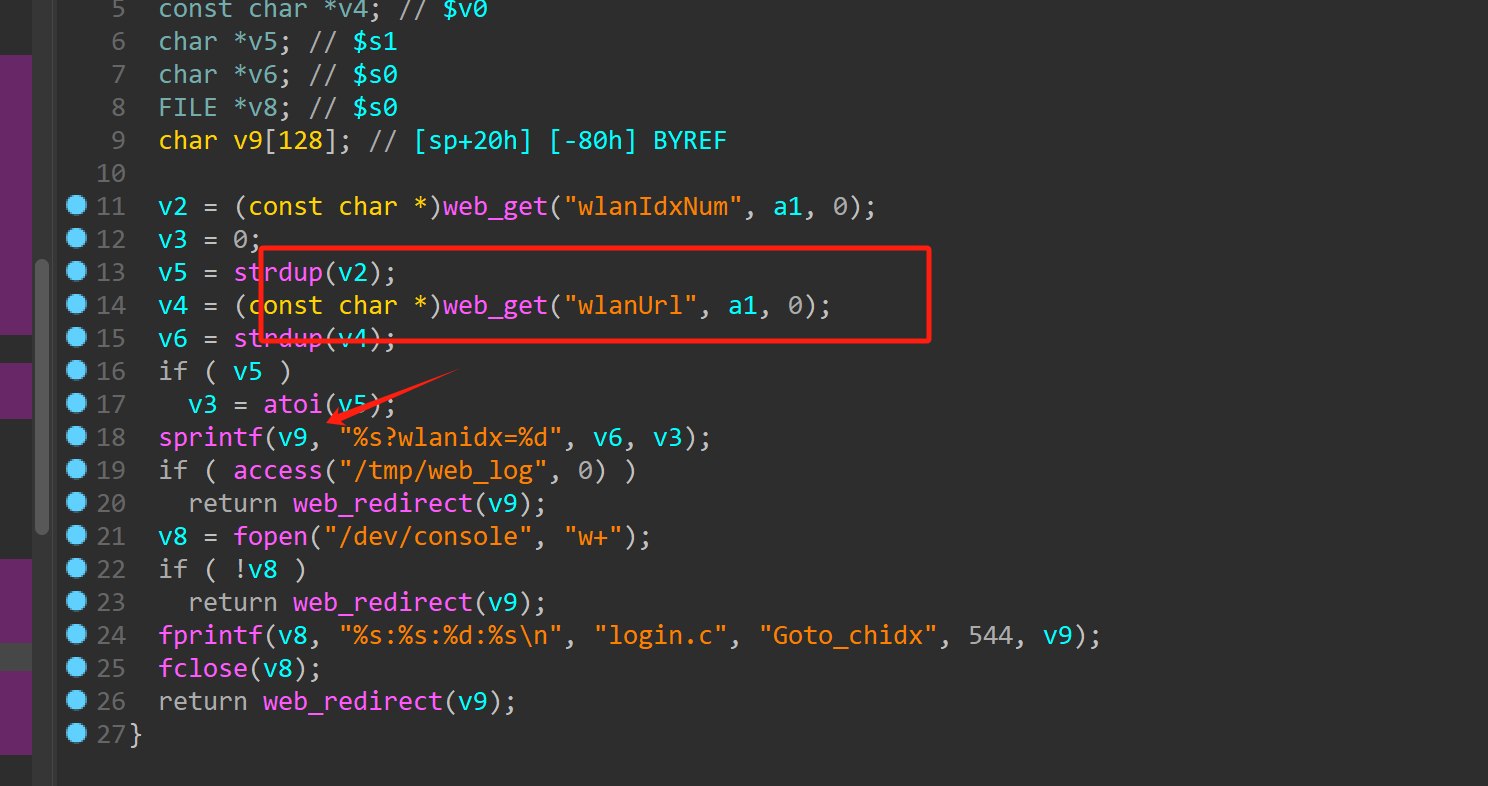 5 const char *v4; // $v0
6 char *v5; // $s1
7 char *v6; // $s0
8 FILE *v8; // $s0
9 char v9[128]; // [sp+20h] [-80h] BYREF
10
11 v2 = (const char *)web_get("wlanIdxNum", a1, 0);
12 v3 = 0;
13 v5 = strdup(v2);
14 v4 = (const char *)web_get("wlanUrl", a1, 0);
15 v6 = strdup(v4);
16 if ( v5 )
17 v3 = atoi(v5);
18 sprintf(v9, "%s?wlanidx=%d", v6, v3);
19 if ( access("/tmp/web_log", 0) )
20 return web_redirect(v9);
21 v8 = fopen("/dev/console", "w+");
22 if ( !v8 )
23 return web_redirect(v9);
24 fprintf(v8, "%s:%s:%d:%s\n", "login.c", "Goto_chidx", 544, v9);
25 fclose(v8);
26 return web_redirect(v9);
27 }